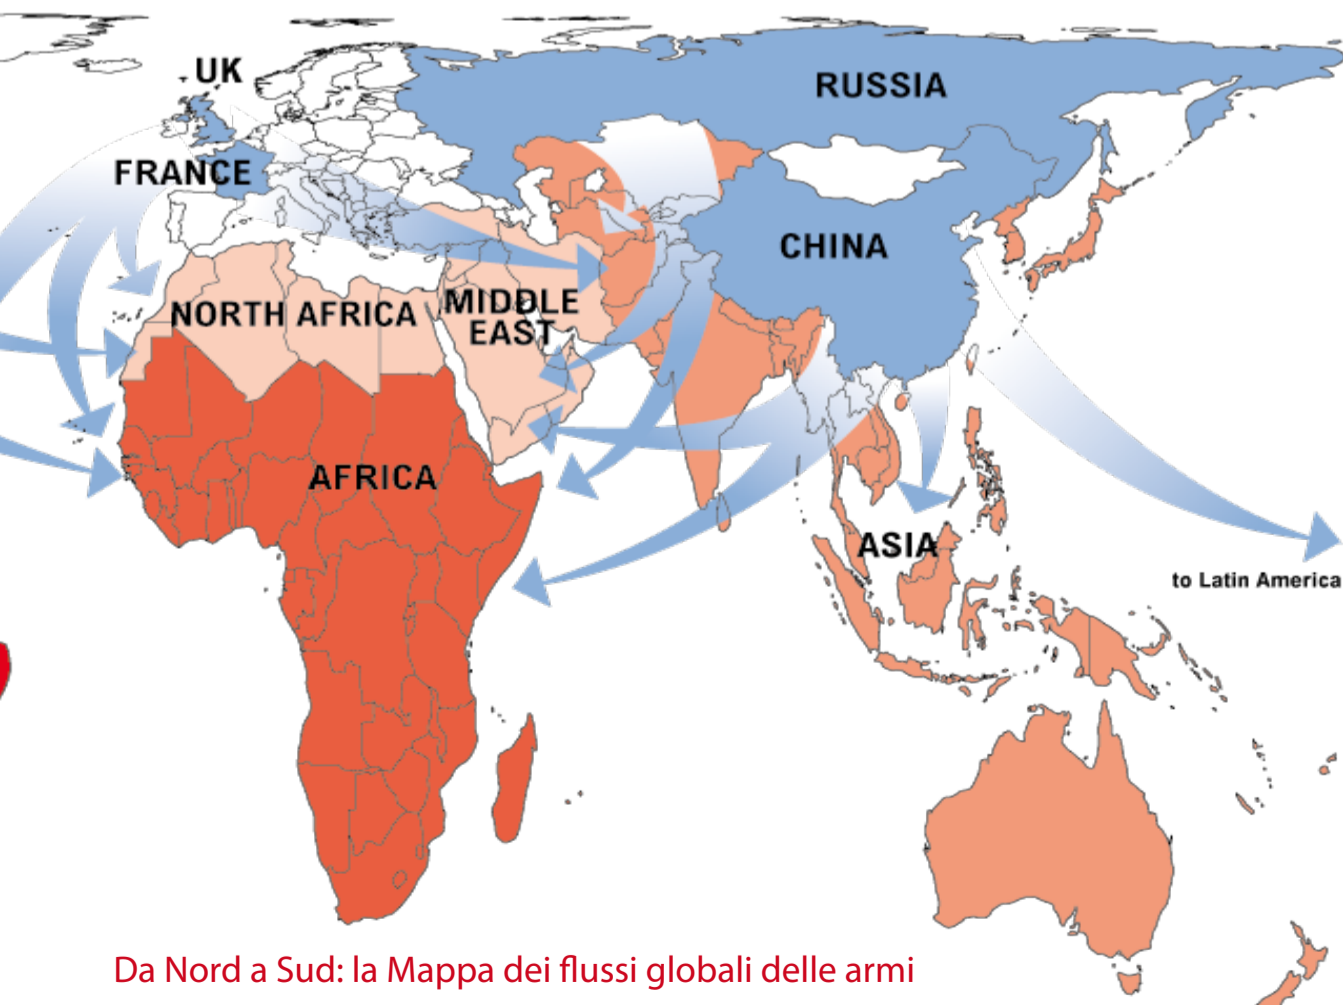 UK
RUSSIA
FRANCE
CHINA
NORTH AFRICA
MIDDLE
EAST
AFRICA
ASIA
to Latin America
Da Nord a Sud: la Mappa dei flussi globali delle armi